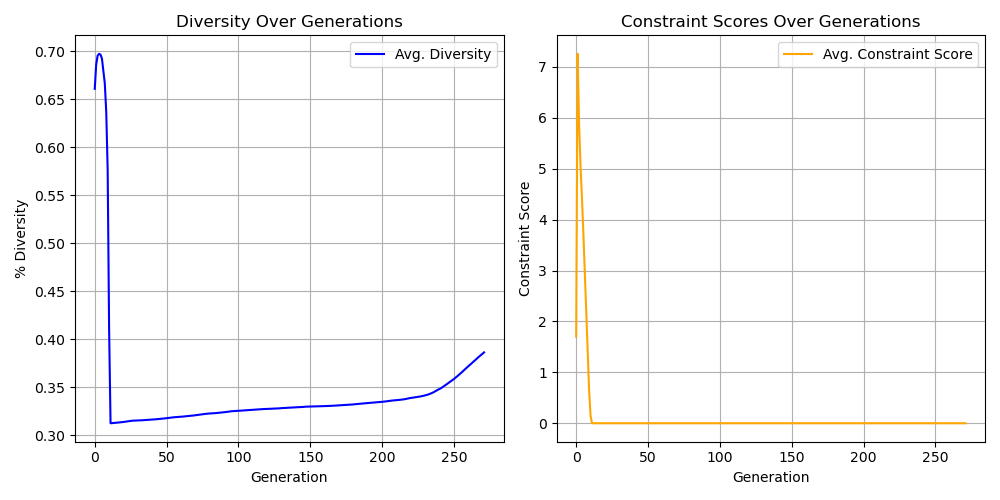 Diversity Over Generations
Avg. Diversity
% Diversity
0.70
0.65
0.60
0.55
0.50
0.45
0.40
0.35
0.30
0 50 100 150 200 250
Generation
Constraint Scores Over Generations
Avg. Constraint Score
Constraint Score
7
6
5
4
3
2
1
0
0 50 100 150 200 250
Generation